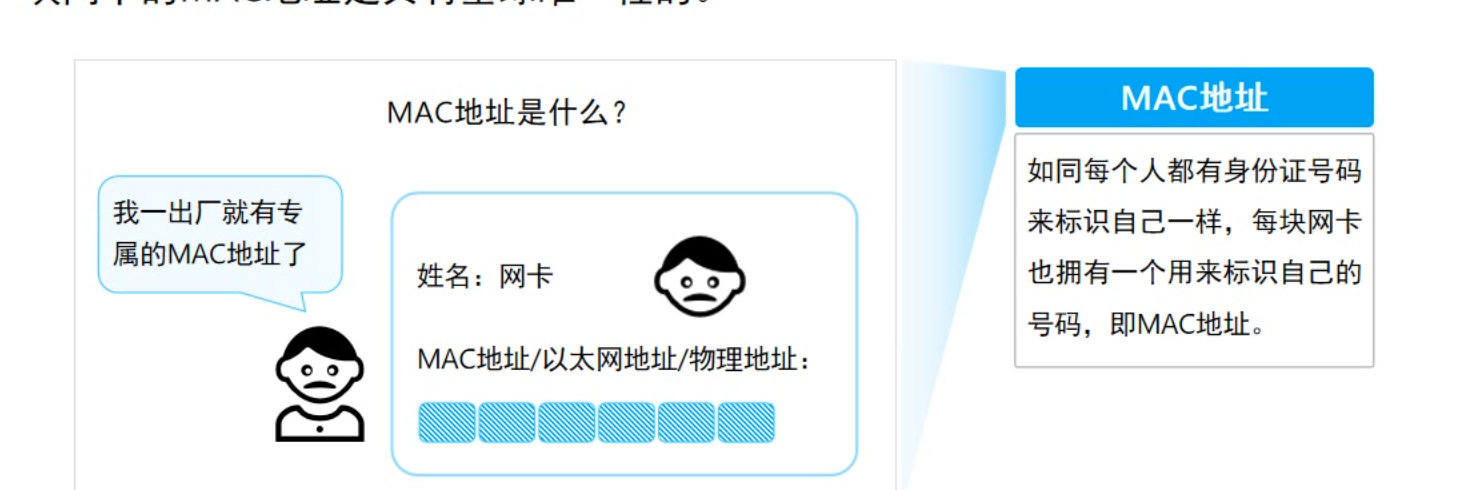 MAC地址是什么？
我一出厂就有专
属的MAC地址了
姓名：网卡
MAC地址/以太网地址/物理地址：
MAC地址
如同每个人都有身份证号码
来标识自己一样，每块网卡
也拥有一个用来标识自己的
号码，即MAC地址。